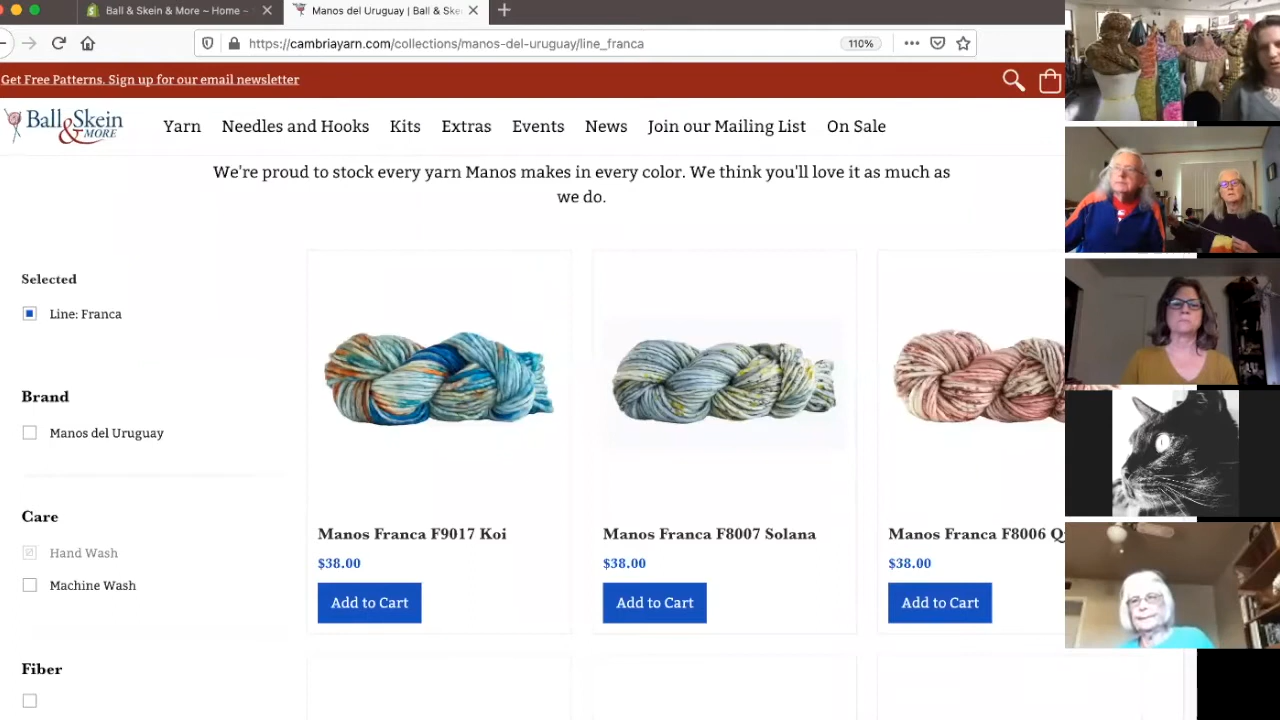 Ball & Skein & More ~ Home ~
Manos del Uruguay | Ball & Ske
https://cambriayarn.com/collections/manos-del-uruguay/line_franca
110%
Get Free Patterns. Sign up for our email newsletter
Ball & Skein
& MORE
Yarn Needles and Hooks Kits Extras Events News Join our Mailing List On Sale
We're proud to stock every yarn Manos makes in every color. We think you'll love it as much as
we do.
Selected
Line: Franca
Brand
Manos del Uruguay
Care
Hand Wash
Machine Wash
Fiber
Manos Franca F9017 Koi
$38.00
Add to Cart
Manos Franca F8007 Solana
$38.00
Add to Cart
Manos Franca F8006 Q
$38.00
Add to Cart